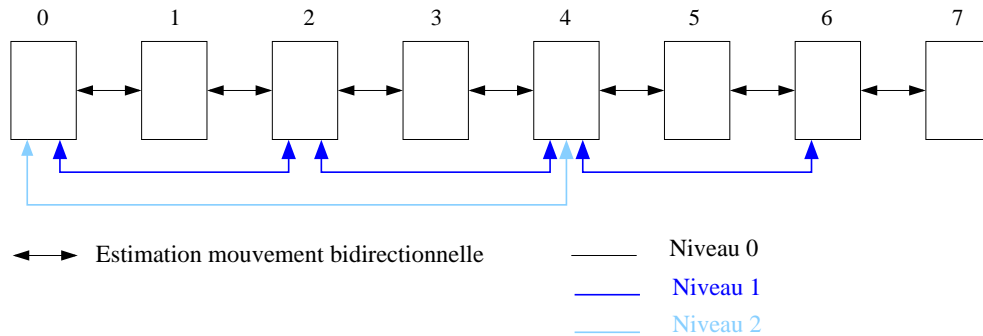 0 1 2 3 4 5 6 7
Estimation mouvement bidirectionnelle
Niveau 0
Niveau 1
Niveau 2